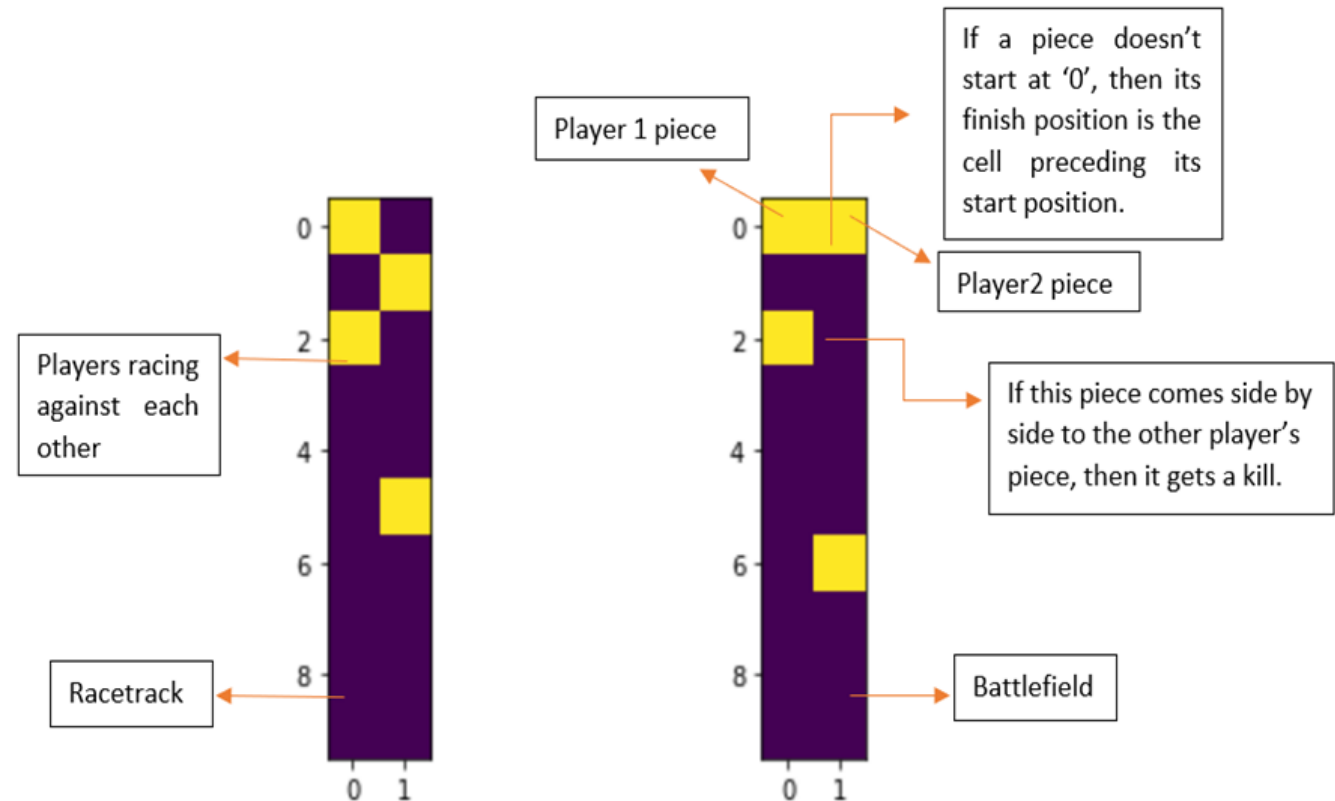 If a piece doesn’t
start at ‘0’, then its
finish position is the
cell preceding its
start position.
Player 1 piece
Player2 piece
0
2
4
6
8
0 1
Players racing
against each
other
Racetrack
0
2
4
6
8
0 1
If this piece comes side by
side to the other player’s
piece, then it gets a kill.
Battlefield